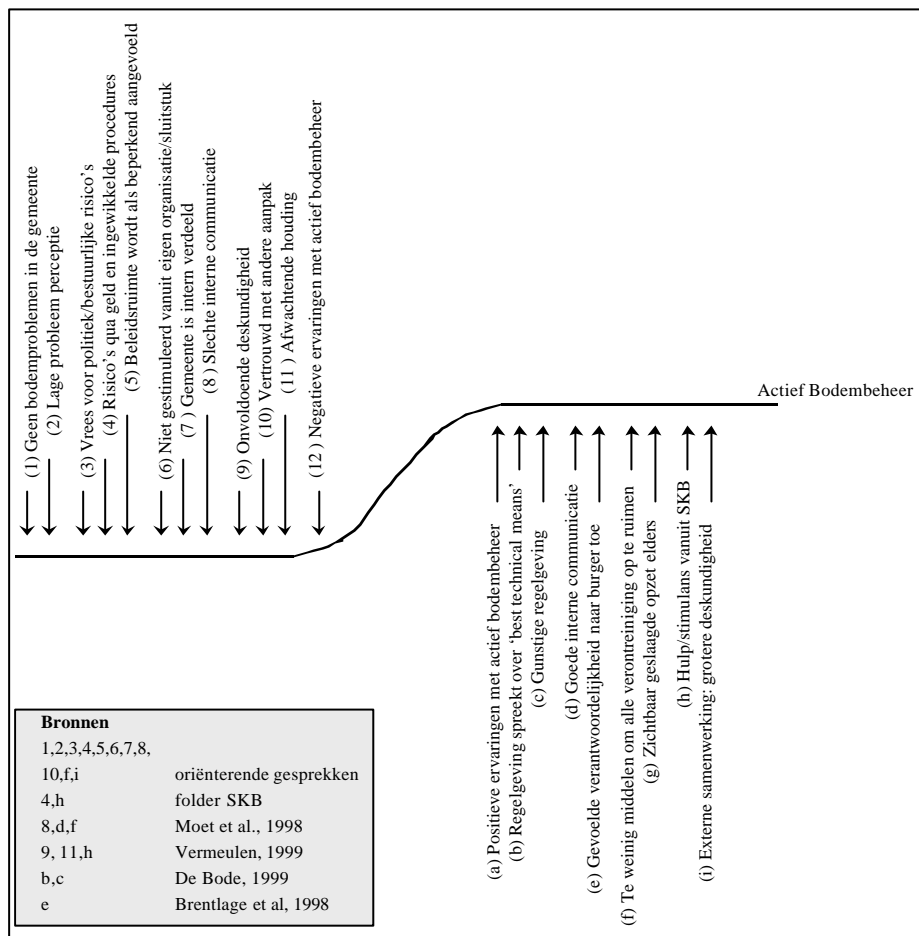 (1) Geen bodemproblemen in de gemeente
(2) Lage probleem perceptie
(3) Vrees voor politiek/bestuurlijke risico's
(4) Risico's qua geld en ingewikkelde procedures
(5) Beleidsruimte wordt als beperkend aangevoeld
(6) Niet gestimuleerd vanuit eigen organisatie/sluitstuk
(7) Gemeente is intern verdeeld
(8) Slechte interne communicatie
(9) Onvoldoende deskundigheid
(10) Vertrouwd met andere aanpak
(11) Afwachtende houding
(12) Negatieve ervaringen met actief bodembeheer
Actief Bodembeheer
(a) Positieve ervaringen met actief bodembeheer
(b) Regelgeving spreekt over 'best technical means'
(c) Gunstige regelgeving
(d) Goede interne communicatie
(e) Gevoelde verantwoordelijkheid naar burger toe
(f) Te weinig middelen om alle verontreiniging op te ruimen
(g) Zichtbaar geslaagde opzet elders
(h) Hulp/stimulans vanuit SKB
(i) Externe samenwerking: grotere deskundigheid
Bronnen
1,2,3,4,5,6,7,8,
10,f,i oriënterende gesprekken
4,h folder SKB
8,d,f Moet et al., 1998
9, 11,h Vermeulen, 1999
b,c De Bode, 1999
e Brentlage et al, 1998